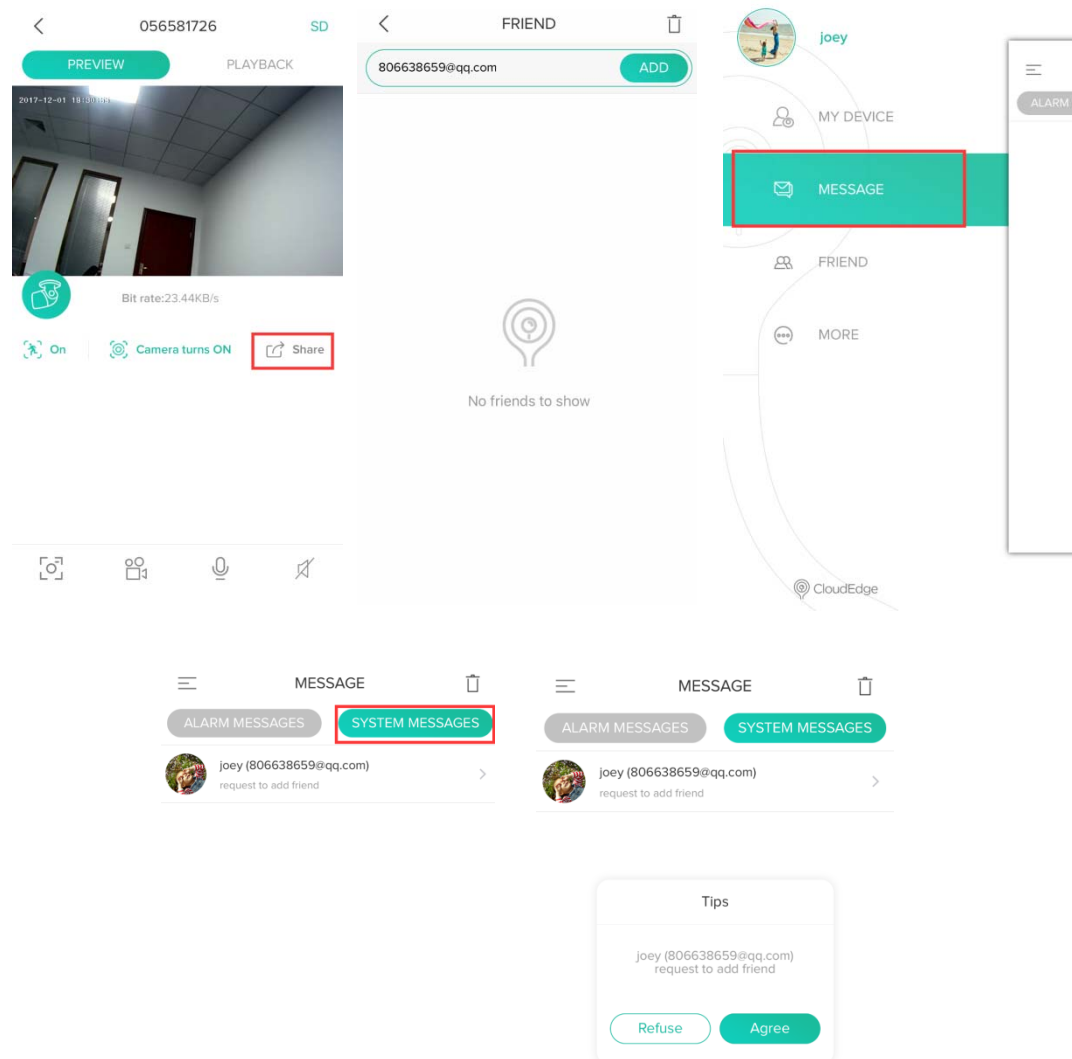 056581726
SD
PREVIEW
PLAYBACK
Bit rate:23.44KB/s
On
Camera turns ON
Share
FRIEND
806638659@qq.com
ADD
No friends to show
joey
MY DEVICE
MESSAGE
FRIEND
MORE
CloudEdge
ALARM
MESSAGE
ALARM MESSAGES
SYSTEM MESSAGES
joey (806638659@qq.com)
request to add friend
MESSAGE
ALARM MESSAGES
SYSTEM MESSAGES
joey (806638659@qq.com)
request to add friend
Tips
joey (806638659@qq.com)
request to add friend
Refuse
Agree